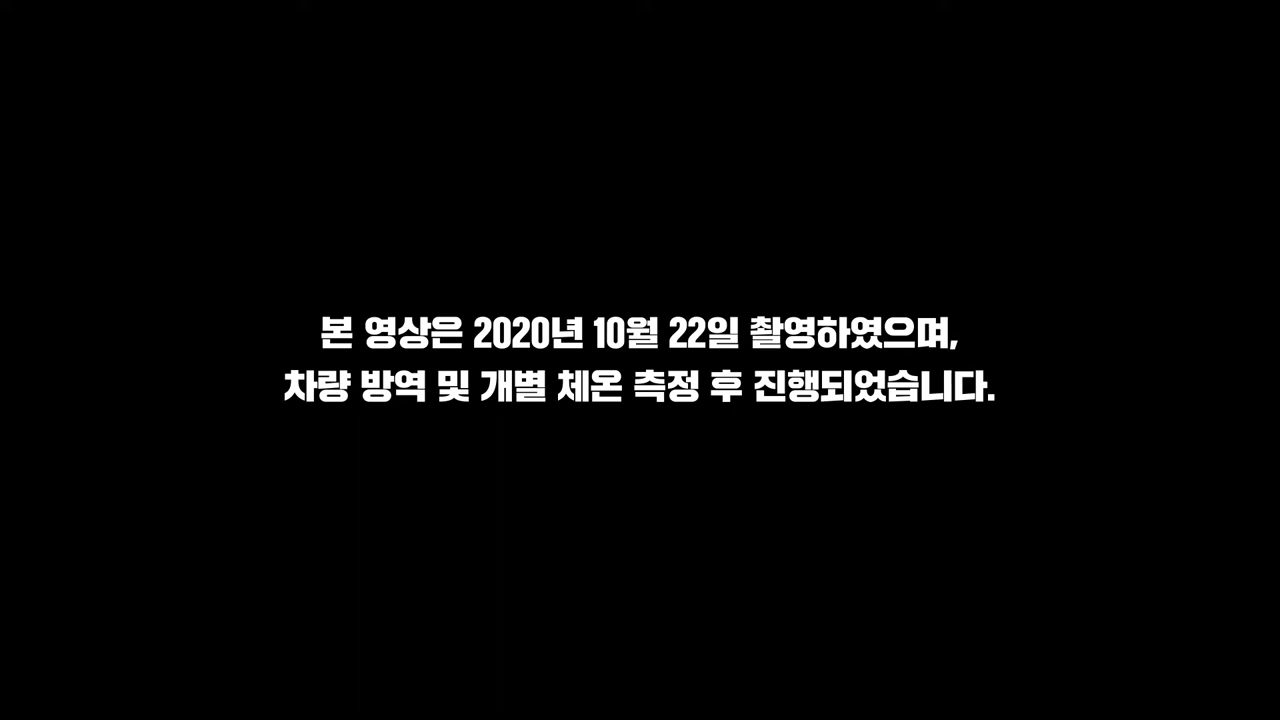 본 영상은 2020년 10월 22일 촬영하였으며,
차량 방역 및 개별 체온 측정 후 진행되었습니다.